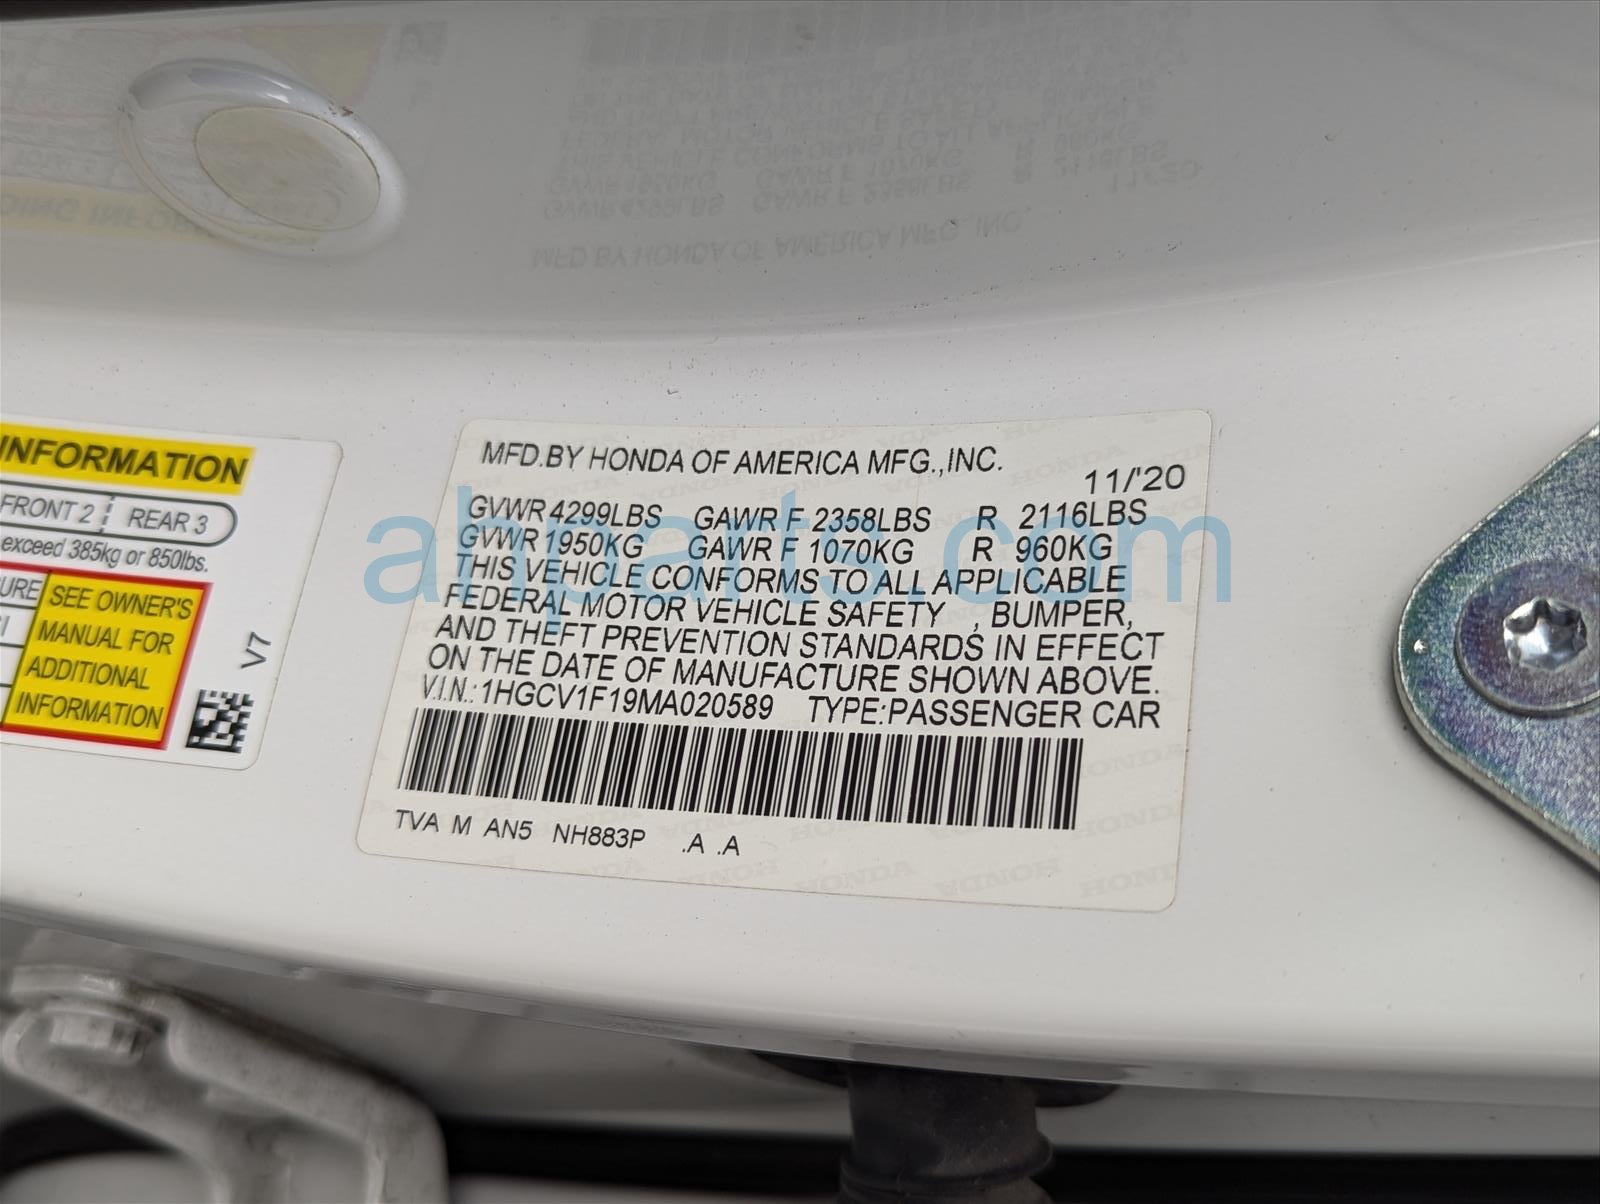 MFD.BY HONDA OF AMERICA MFG.,INC.
11/'20
GVWR 4299LBS GAWR F 2358LBS R 2116LBS
GVWR 1950KG GAWR F 1070KG R 960KG
THIS VEHICLE CONFORMS TO ALL APPLICABLE
FEDERAL MOTOR VEHICLE SAFETY , BUMPER,
AND THEFT PREVENTION STANDARDS IN EFFECT
ON THE DATE OF MANUFACTURE SHOWN ABOVE.
V.I.N.: 1HGCV1F19MA020589 TYPE:PASSENGER CAR
TVA M AN5 NH883P .A .A
INFORMATION
FRONT 2 REAR 3
exceed 385kg or 850lbs.
SEE OWNER'S
MANUAL FOR
ADDITIONAL
INFORMATION
V7
ahparts.com